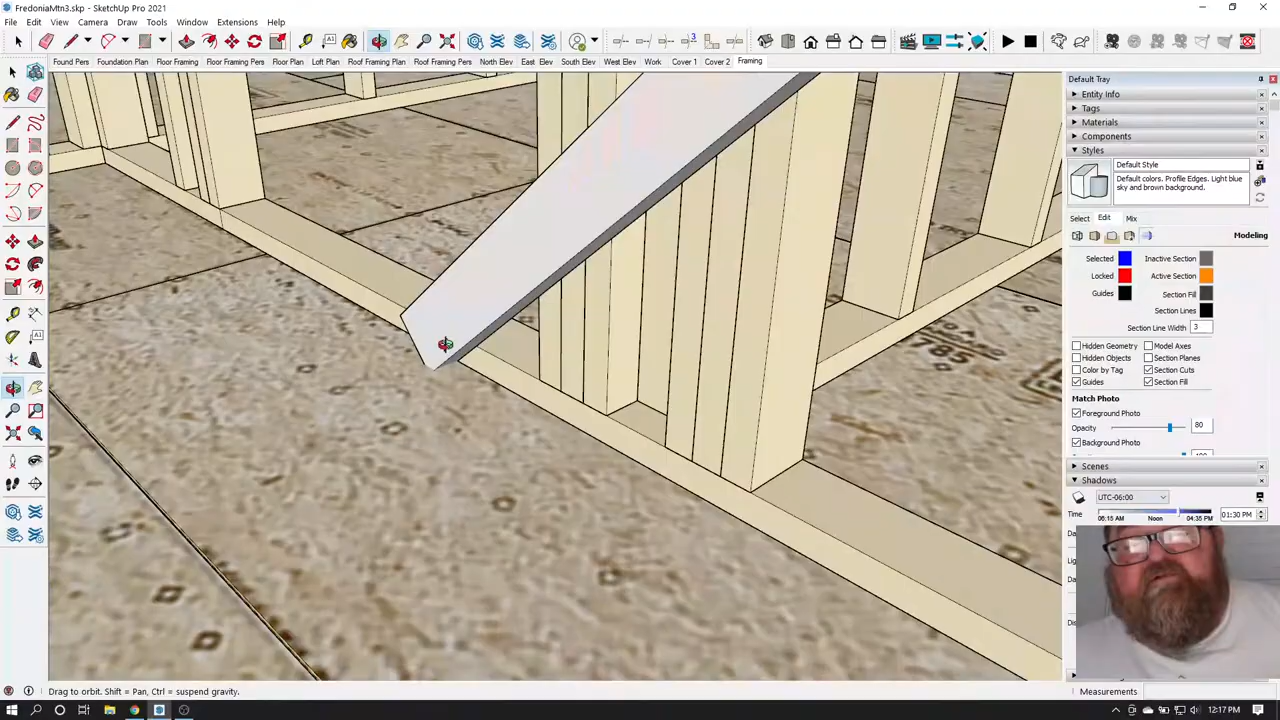 FredoniaMtn3.skp - SketchUp Pro 2021
File Edit View Camera Draw Tools Window Extensions Help
Found Pers Foundation Plan Roof Framing Floor Framing Pers Floor Plan Loft Plan Roof Framing Plan Roof Framing Pers North Elev East Elev South Elev West Elev Work Cover 1 Cover 2 Framing
Default Tray
Entity Info
Tags
Materials
Components
Styles
Default Style
Default colors. Profile Edges. Light blue
sky and brown background.
Select Edit Mix
Modeling
Selected Inactive Section
Locked Active Section
Guides Section Fill
Section Lines
Section Line Width 3
Hidden Geometry Model Axes
Hidden Objects Section Planes
Color by Tag Section Cuts
Guides Section Fill
Match Photo
Foreground Photo
Opacity 80
Background Photo
Scenes
Shadows
UTC-06:00
Time 06:15 AM Noon 04:35 PM 01:30 PM
785
Drag to orbit. Shift = Pan, Ctrl = suspend gravity.
Measurements
12:17 PM